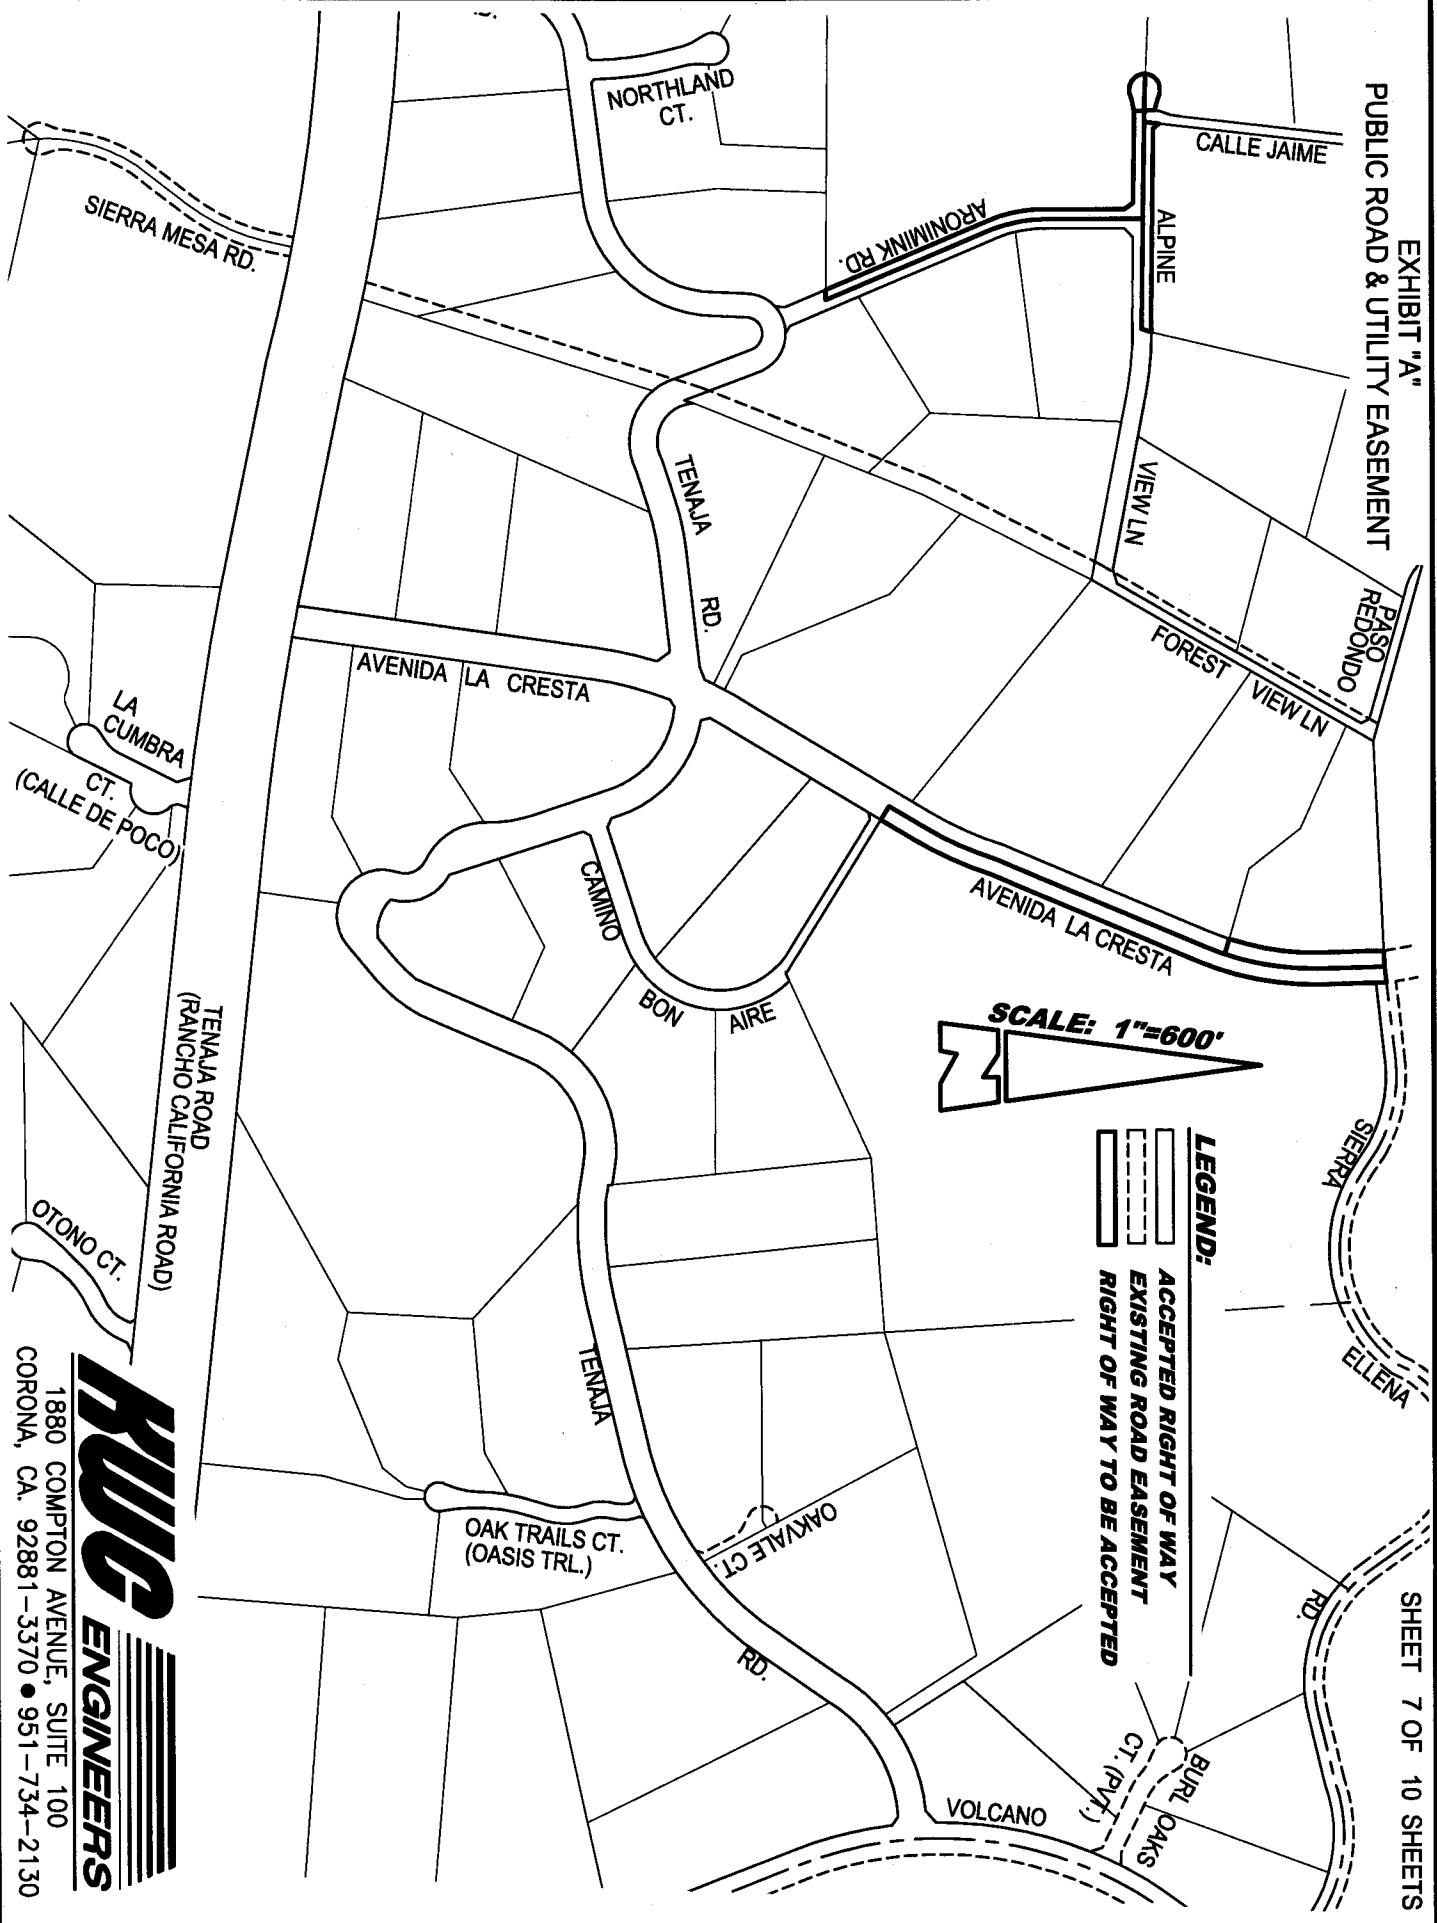 EXHIBIT "A"
PUBLIC ROAD & UTILITY EASEMENT
SHEET 7 OF 10 SHEETS
CALLE JAIME
ALPINE
VIEW LN
ARONIMINK RD.
NORTHLAND
CT.
SIERRA MESA RD.
TENAJA
RD.
PASO
REDONDO
FOREST
VIEW LN
AVENIDA LA CRESTA
LA
CUMBRA
CT.
(CALLE DE POCO)
CAMINO
BON
AIRE
AVENIDA LA CRESTA
SIERRA
ELLENA
RD.
SCALE: 1"=600'
N
LEGEND:
ACCEPTED RIGHT OF WAY
EXISTING ROAD EASEMENT
RIGHT OF WAY TO BE ACCEPTED
TENAJA ROAD
(RANCHO CALIFORNIA ROAD)
OTONO CT.
TENAJA
RD.
OAK TRAILS CT.
(OASIS TRL.)
OAKVALE CT.
BURL OAKS
CT. (PVT.)
VOLCANO
KWC ENGINEERS
1880 COMPTON AVENUE, SUITE 100
CORONA, CA. 92881-3370 • 951-734-2130